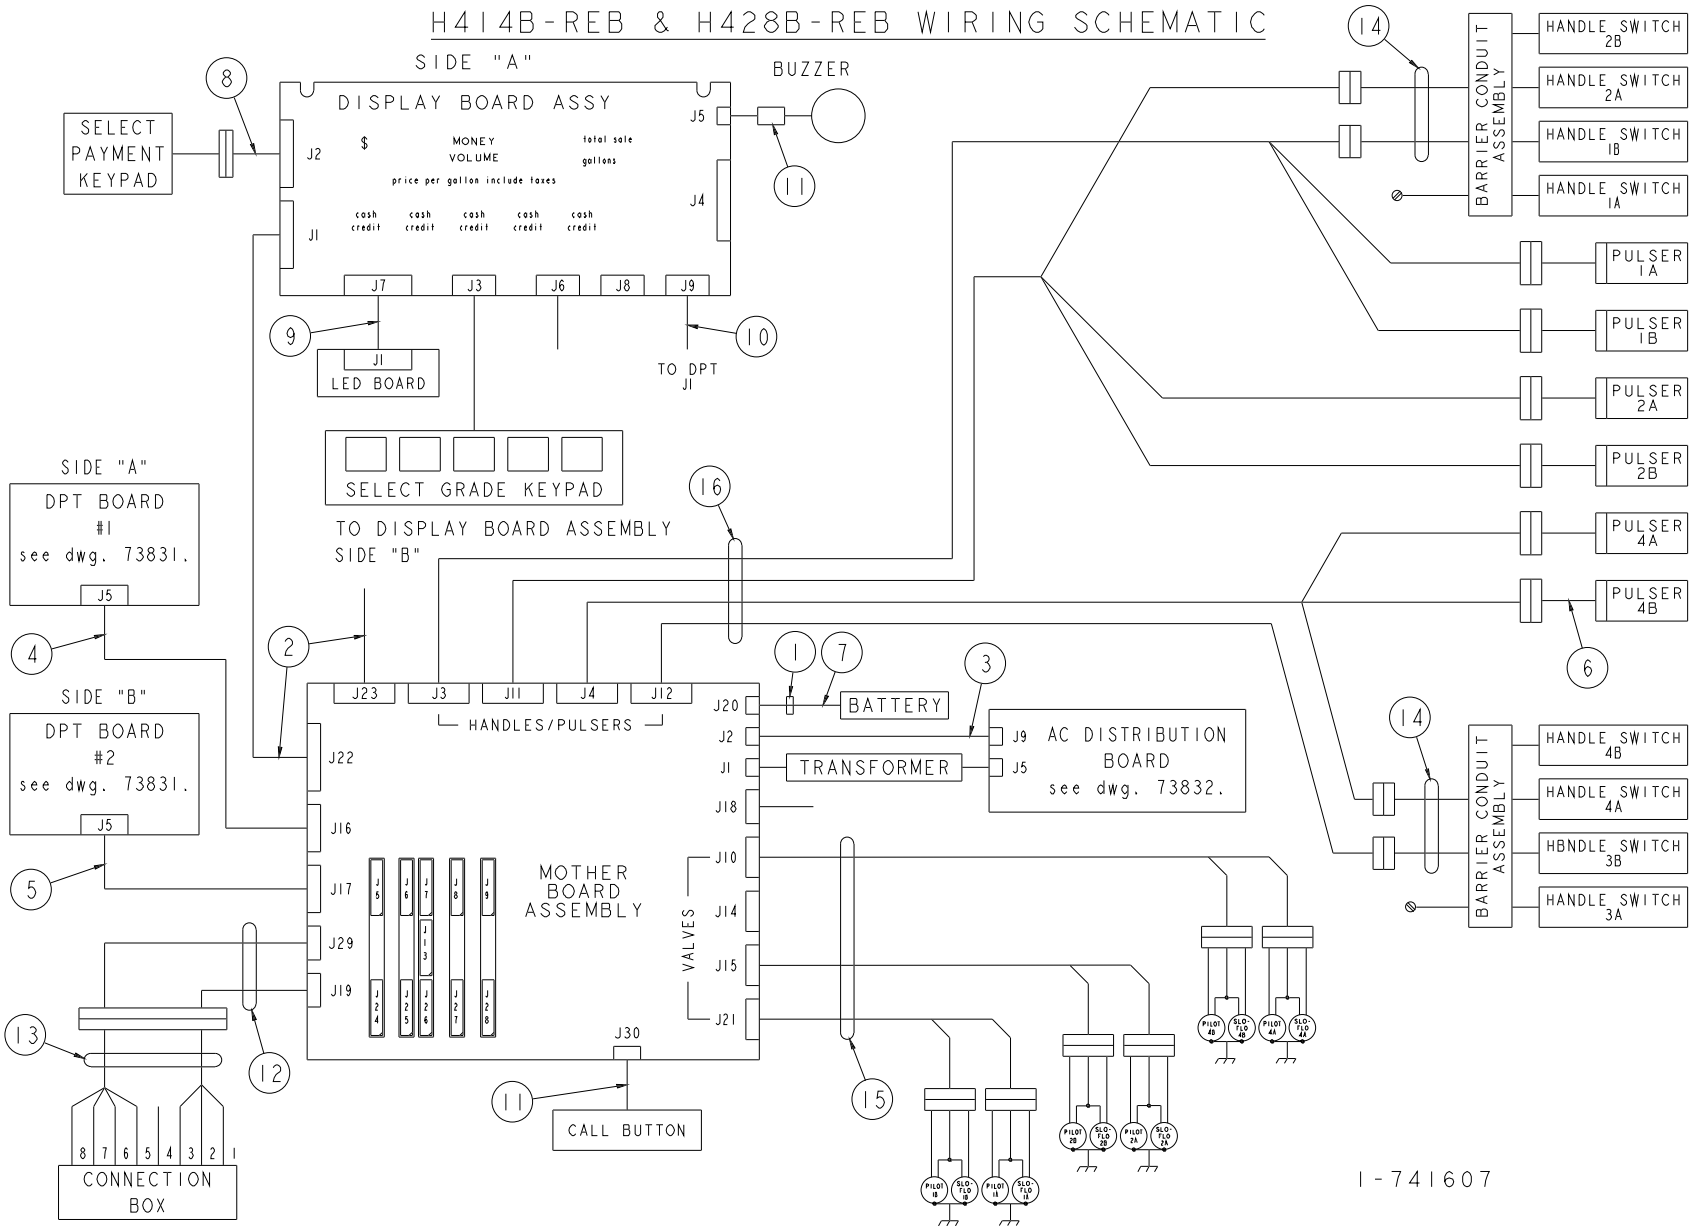 H414B-REB & H428B-REB WIRING SCHEMATIC
SIDE "A"
BUZZER
8
SELECT
PAYMENT
KEYPAD
DISPLAY BOARD ASSY
$
MONEY
VOLUME
total sale
gallons
price per gallon include taxes
cash cash cash cash cash
credit credit credit credit credit
J2
J1
J5
J4
J7
J3
J6
J8
J9
11
9
10
J1
LED BOARD
TO DPT
J1
SELECT GRADE KEYPAD
TO DISPLAY BOARD ASSEMBLY
SIDE "B"
16
14
BARRIER CONDUIT
ASSEMBLY
HANDLE SWITCH
2B
HANDLE SWITCH
2A
HANDLE SWITCH
1B
HANDLE SWITCH
1A
PULSER
1A
PULSER
1B
PULSER
2A
PULSER
2B
PULSER
4A
PULSER
4B
6
SIDE "A"
DPT BOARD
#1
see dwg. 73831.
J5
4
2
SIDE "B"
DPT BOARD
#2
see dwg. 73831.
J5
5
J23
J3
J11
J4
J12
HANDLES/PULSERS
J22
J16
J17
J29
J19
J20
J2
J1
J18
J10
J14
J15
J21
VALVES
J30
MOTHER
BOARD
ASSEMBLY
J5
J6
J7
J8
J9
J13
J24
J25
J26
J27
J28
1
7
3
BATTERY
TRANSFORMER
J9
J5
AC DISTRIBUTION
BOARD
see dwg. 73832.
14
BARRIER CONDUIT
ASSEMBLY
HANDLE SWITCH
4B
HANDLE SWITCH
4A
HBNDLE SWITCH
3B
HANDLE SWITCH
3A
13
12
11
CALL BUTTON
15
8 7 6 5 4 3 2 1
CONNECTION
BOX
PILOT
4B
SLO-
FLO
4B
PILOT
4A
SLO-
FLO
4A
PILOT
2B
SLO-
FLO
2B
PILOT
2A
SLO-
FLO
2A
PILOT
1B
SLO-
FLO
1B
PILOT
1A
SLO-
FLO
1A
1-741607